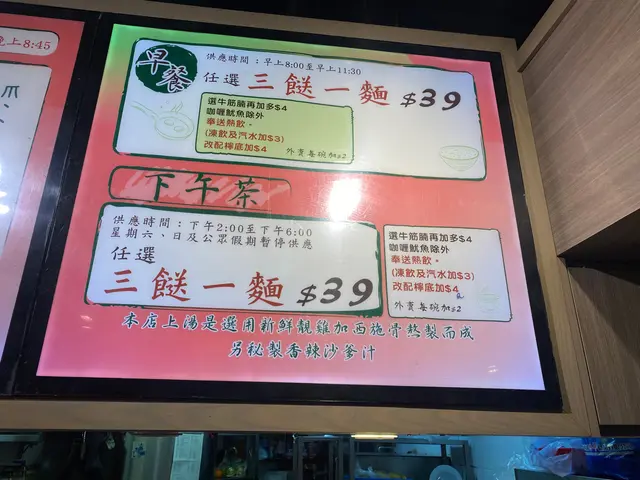 晚上8:45
爪
早餐
供應時間：早上8:00至早上11:30
任選 三餸一麵 $39
選牛筋腩再加多$4
咖喱魷魚除外
奉送熱飲。
(凍飲及汽水加$3)
改配檸底加$4
外賣每碗加$2
下午茶
供應時間：下午2:00至下午6:00
星期六、日及公眾假期暫停供應
任選
三餸一麵 $39
選牛筋腩再加多$4
咖喱魷魚除外
奉送熱飲
(凍飲及汽水加$3)
改配檸底加$4
外賣每碗加$2
本店上湯是選用新鮮靚雞加西施骨熬製而成
另秘製香辣沙爹汁